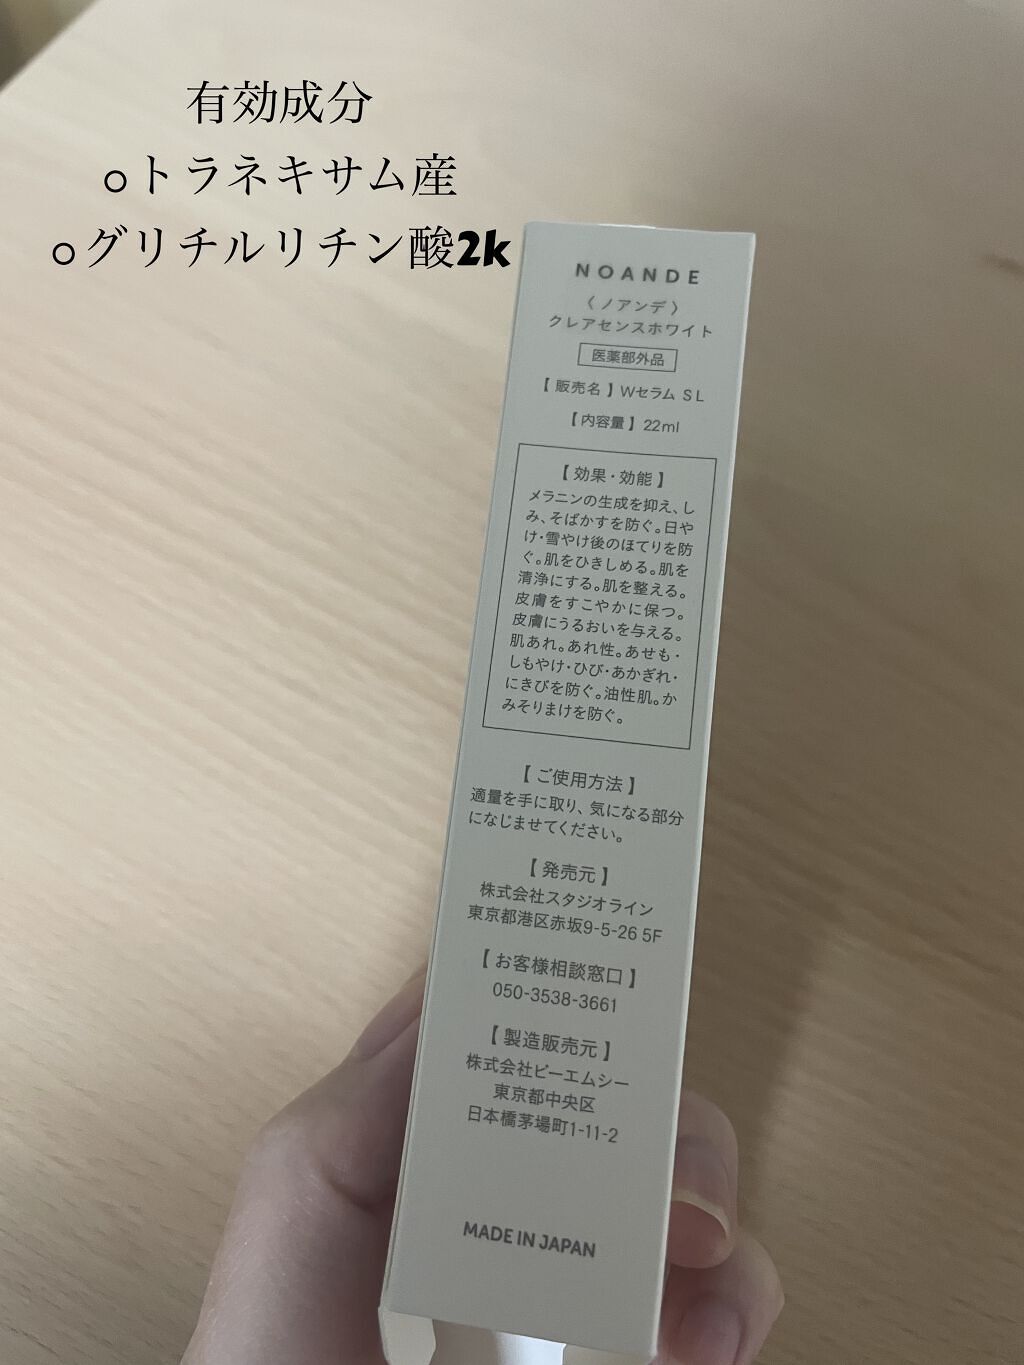 有効成分
○トラネキサム産
○グリチルリチン酸2k
NOANDE
〈ノアンデ〉
クレアセンスホワイト
医薬部外品
【販売名】Wセラム SL
【内容量】22ml
【効果・効能】
メラニンの生成を抑え、し
み、そばかすを防ぐ。日や
け・雪やけ後のほてりを防
ぐ。肌をひきしめる。肌を
清浄にする。肌を整える。
皮膚をすこやかに保つ。
皮膚にうるおいを与える。
肌あれ。あれ性。あせも・
しもやけ・ひび・あかぎれ・
にきびを防ぐ。油性肌。か
みそりまけを防ぐ。
【ご使用方法】
適量を手に取り、気になる部分
になじませてください。
【発売元】
株式会社スタジオライン
東京都港区赤坂9-5-26 5F
【お客様相談窓口】
050-3538-3661
【製造販売元】
株式会社ビーエムシー
東京都中央区
日本橋茅場町1-11-2
MADE IN JAPAN